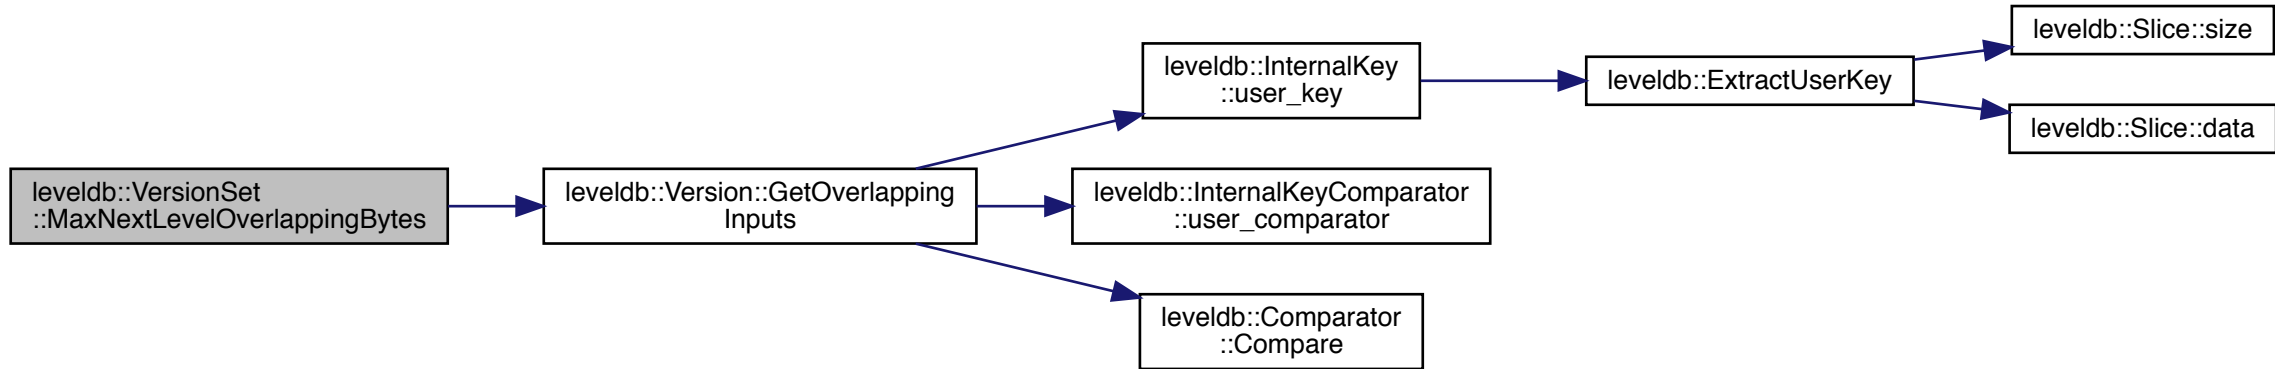 leveldb::VersionSet
::MaxNextLevelOverlappingBytes
leveldb::Version::GetOverlapping
Inputs
leveldb::InternalKey
::user_key
leveldb::ExtractUserKey
leveldb::Slice::size
leveldb::Slice::data
leveldb::InternalKeyComparator
::user_comparator
leveldb::Comparator
::Compare